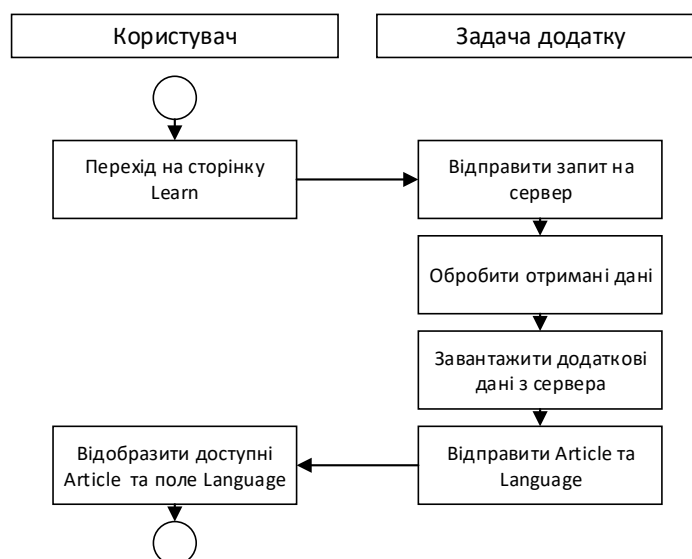 Користувач
Задача додатку
Перехід на сторінку
Learn
Відправити запит на
сервер
Обробити отримані дані
Завантажити додаткові
дані з сервера
Відправити Article та
Language
Відобразити доступні
Article та поле Language